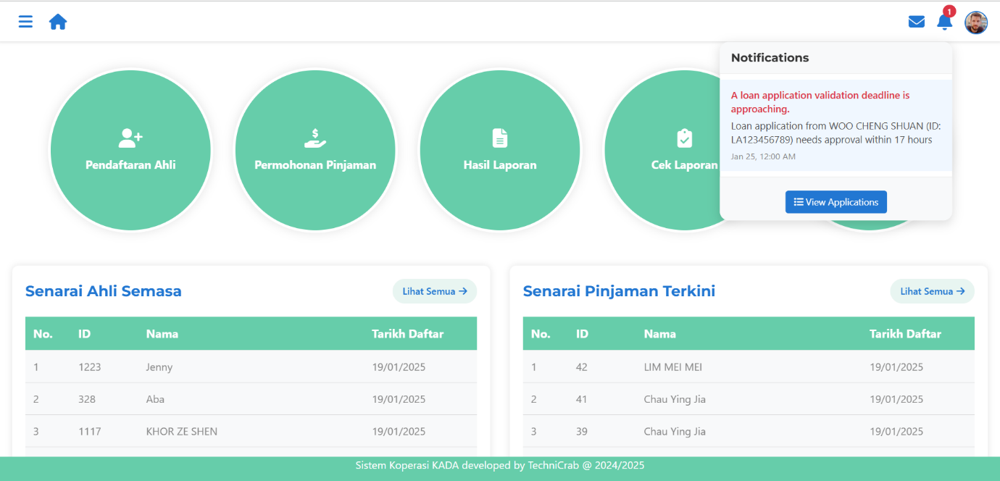 1
Notifications
A loan application validation deadline is
approaching.
Loan application from WOO CHENG SHUAN (ID:
LA123456789) needs approval within 17 hours
Jan 25, 12:00 AM
View Applications
Pendaftaran Ahli
Permohonan Pinjaman
Hasil Laporan
Cek Laporan
Senarai Ahli Semasa
Lihat Semua →
No. ID Nama Tarikh Daftar
1 1223 Jenny 19/01/2025
2 328 Aba 19/01/2025
3 1117 KHOR ZE SHEN 19/01/2025
Senarai Pinjaman Terkini
Lihat Semua →
No. ID Nama Tarikh Daftar
1 42 LIM MEI MEI 19/01/2025
2 41 Chau Ying Jia 19/01/2025
3 39 Chau Ying Jia 19/01/2025
Sistem Koperasi KADA developed by TechniCrab @ 2024/2025